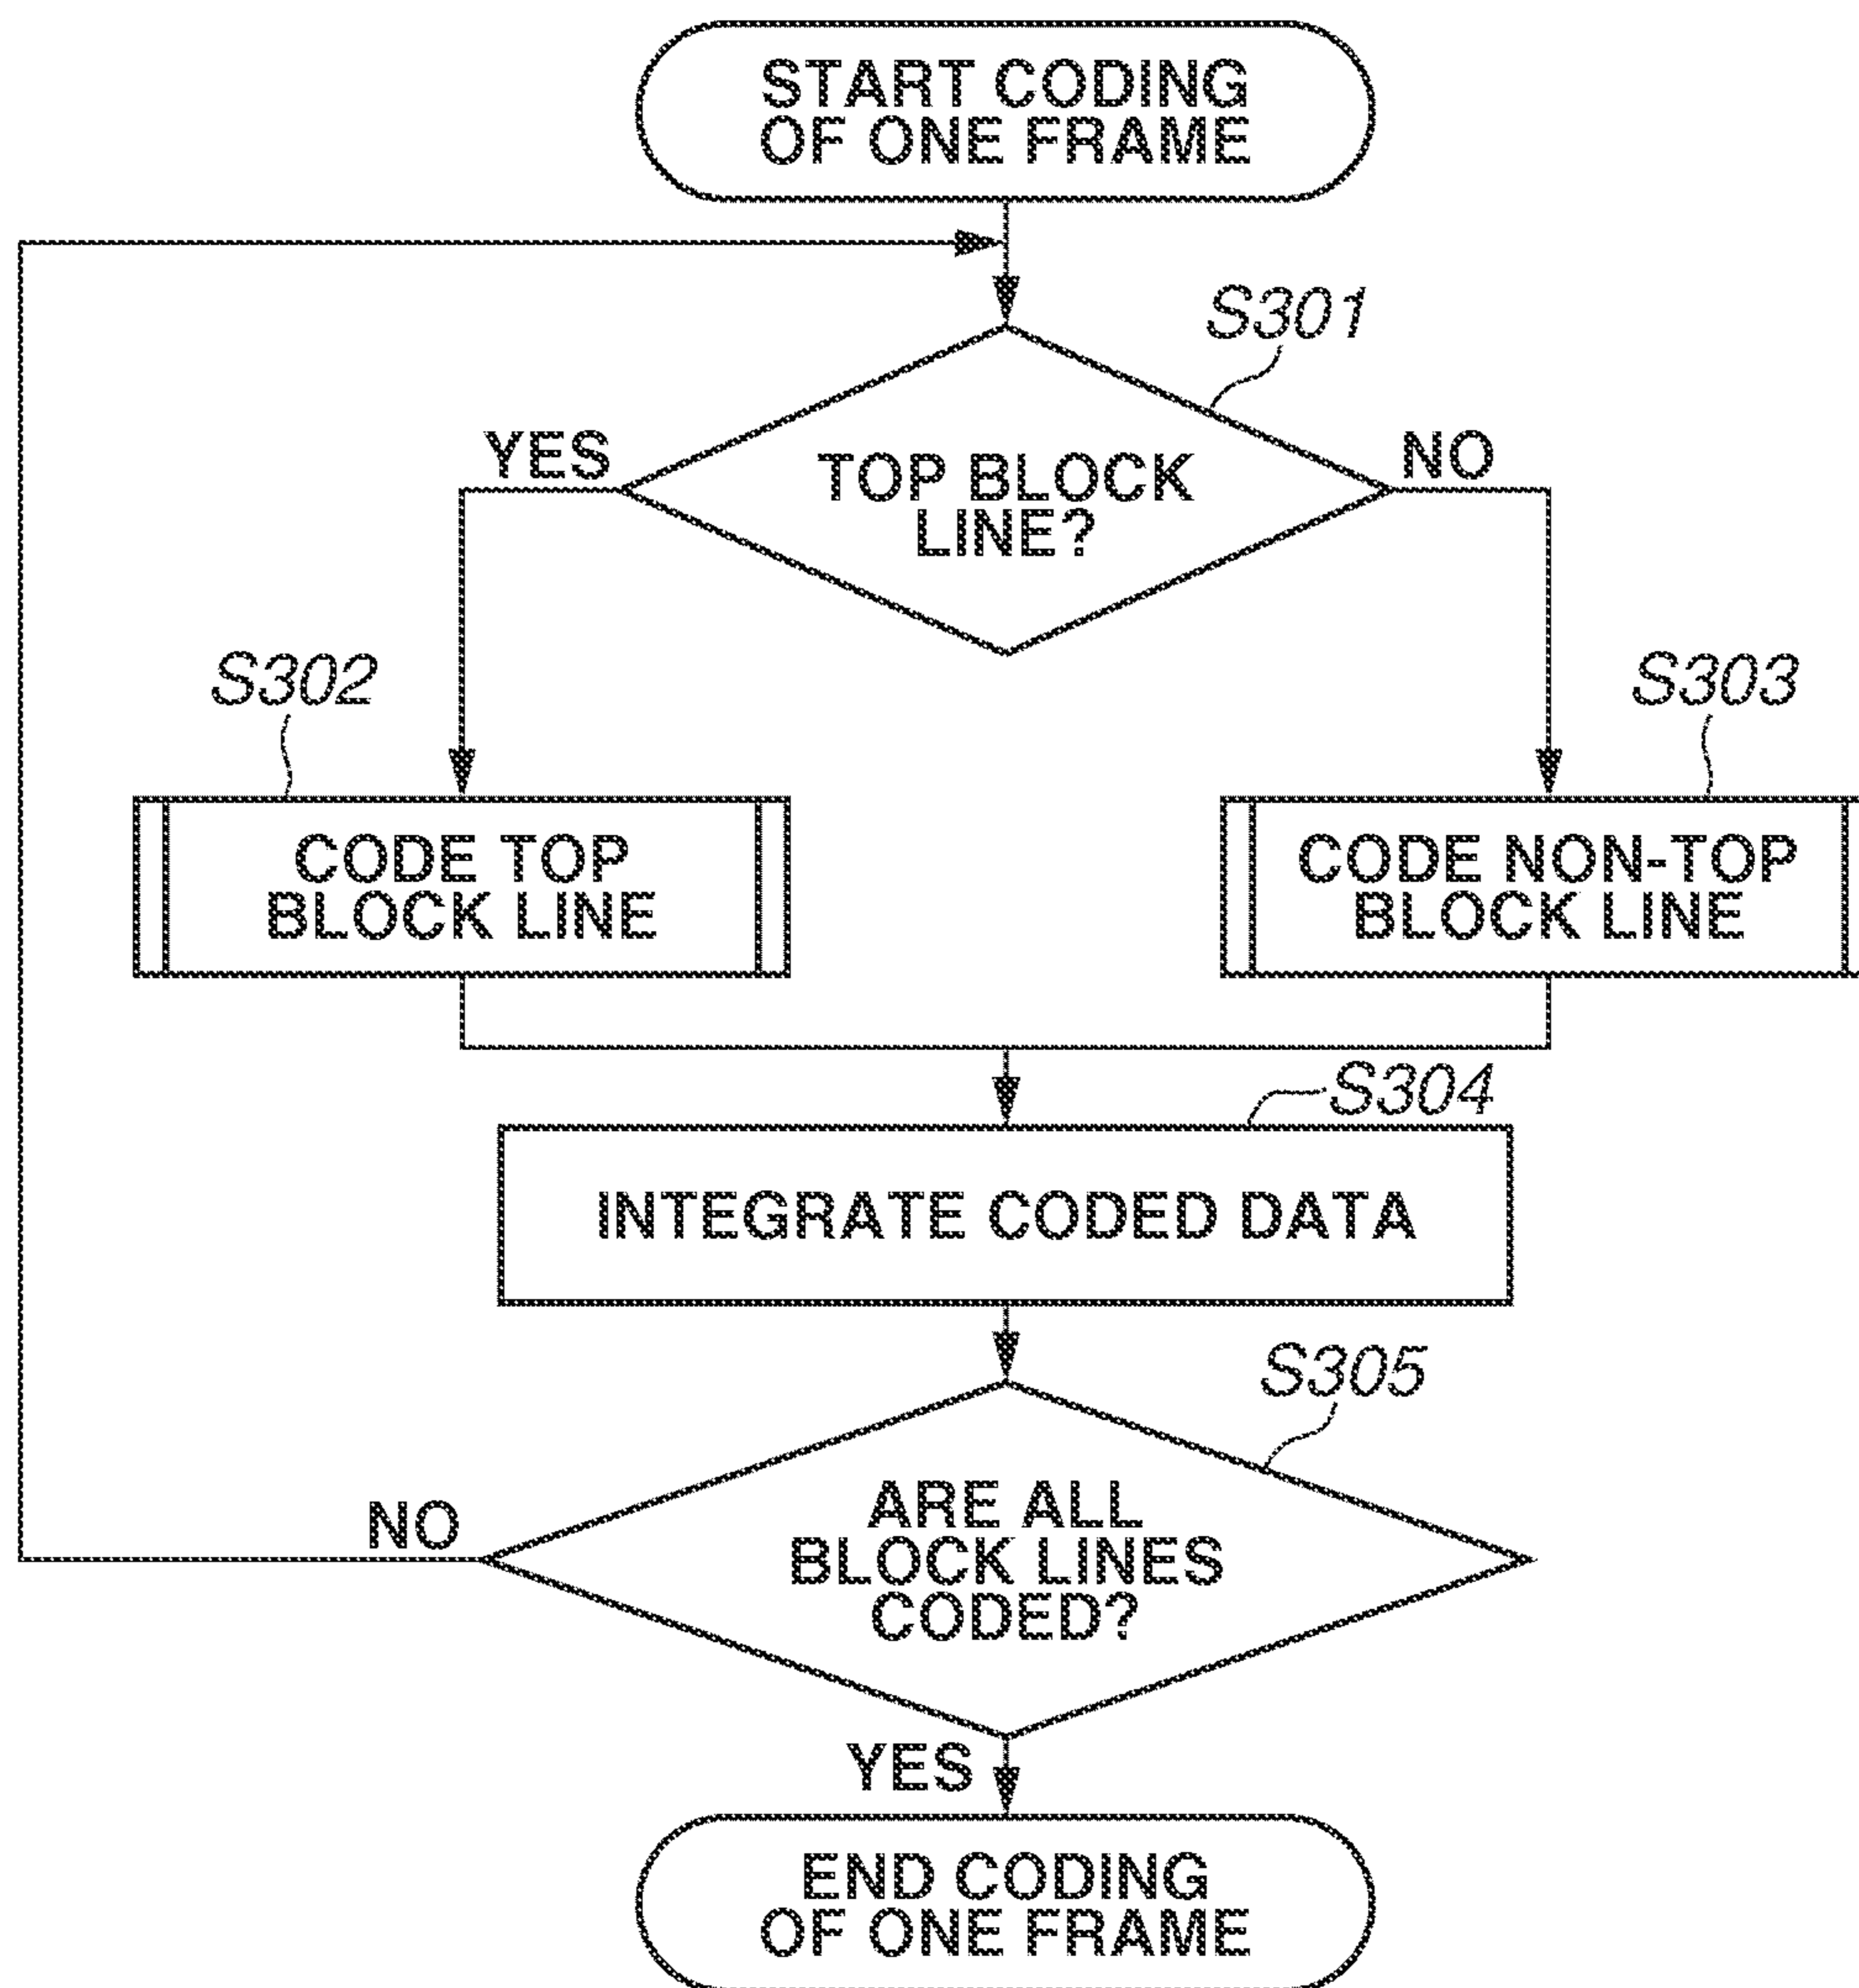 START CODING
OF ONE FRAME
S301
YES
NO
TOP BLOCK
LINE?
S302
S303
CODE TOP
BLOCK LINE
CODE NON-TOP
BLOCK LINE
S304
INTEGRATE CODED DATA
S305
NO
ARE ALL
BLOCK LINES
CODED?
YES
END CODING
OF ONE FRAME